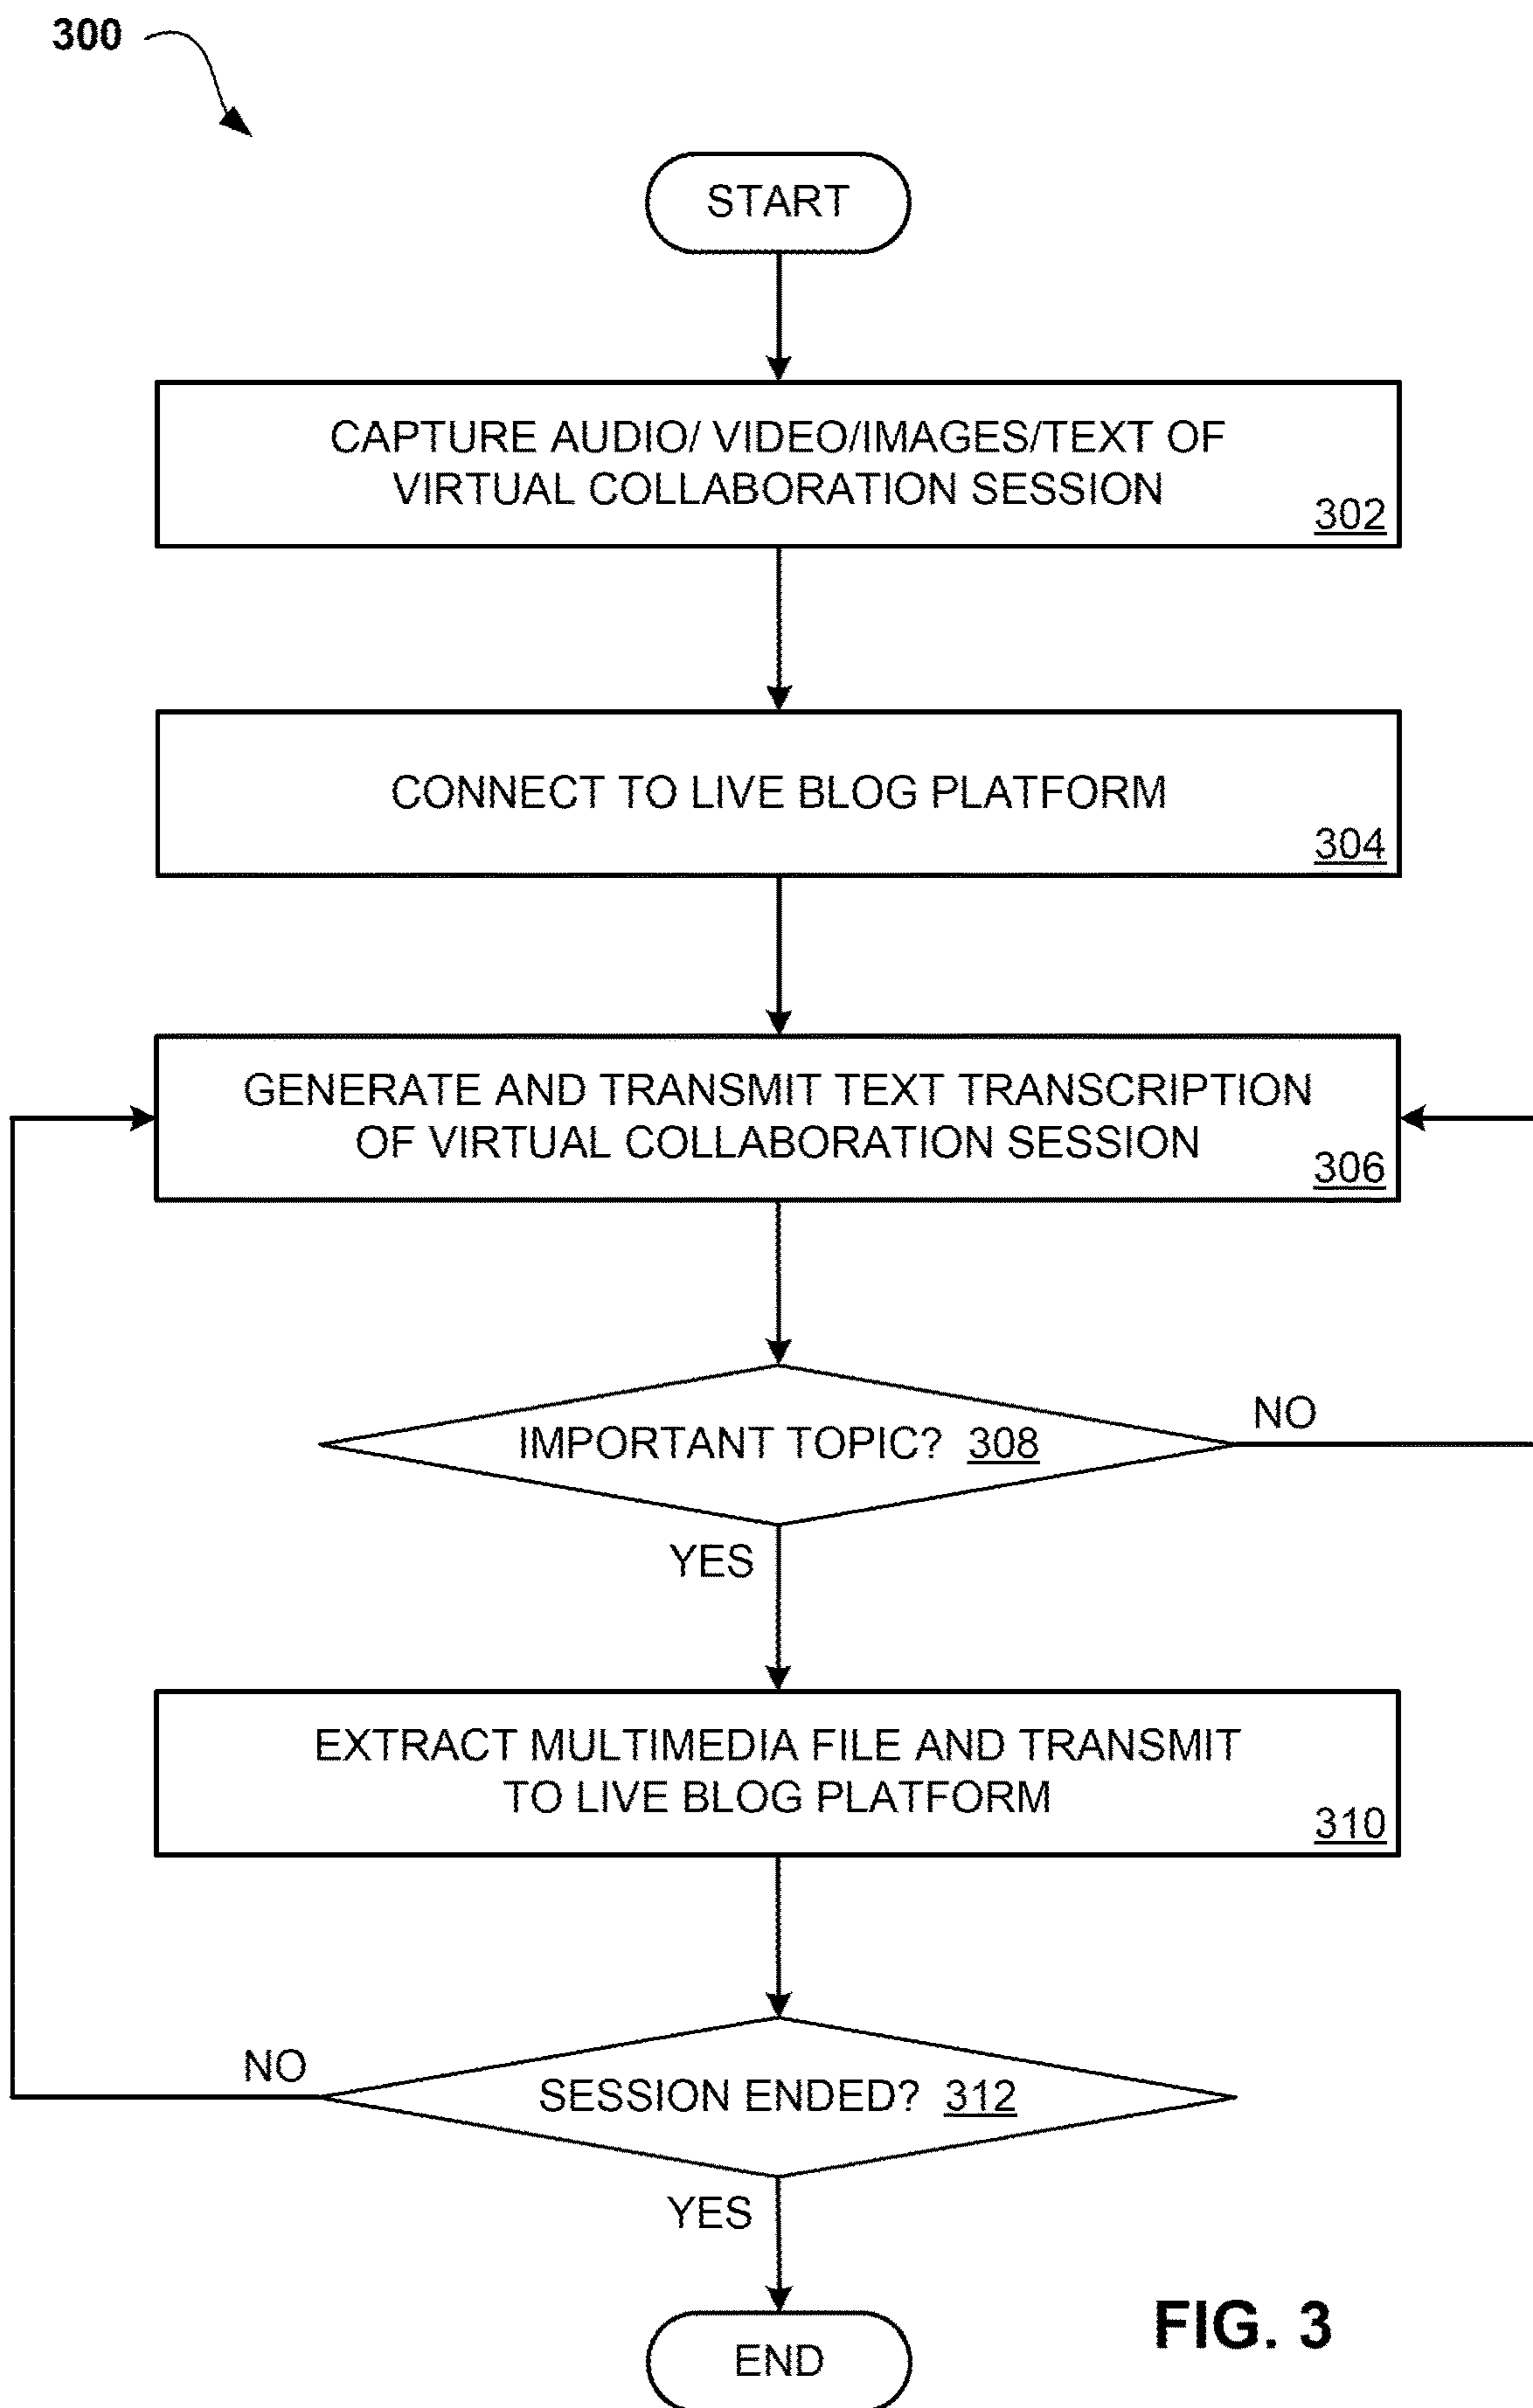 300
START
CAPTURE AUDIO/ VIDEO/IMAGES/TEXT OF
VIRTUAL COLLABORATION SESSION
302
CONNECT TO LIVE BLOG PLATFORM
304
GENERATE AND TRANSMIT TEXT TRANSCRIPTION
OF VIRTUAL COLLABORATION SESSION
306
IMPORTANT TOPIC? 308
NO
YES
EXTRACT MULTIMEDIA FILE AND TRANSMIT
TO LIVE BLOG PLATFORM
310
NO
SESSION ENDED? 312
YES
END
FIG. 3